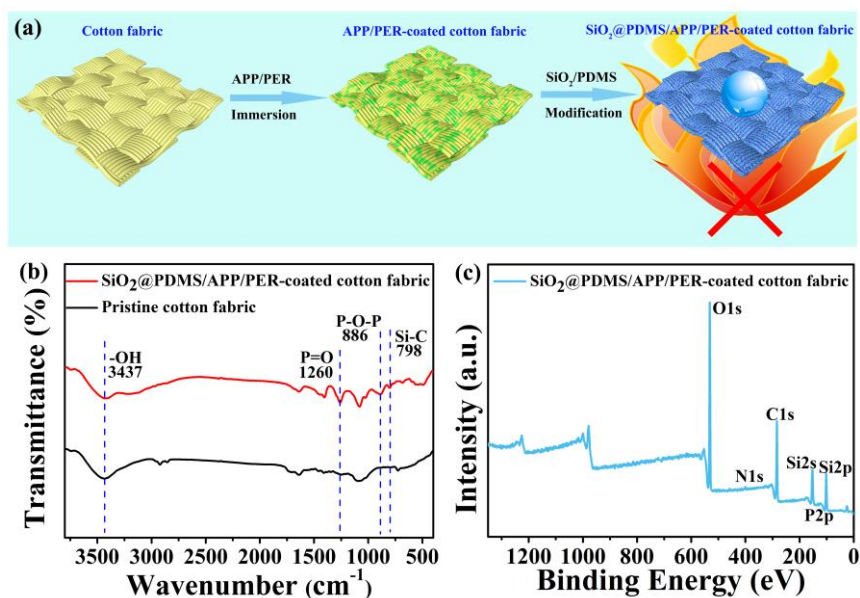 (a)
Cotton fabric
APP/PER-coated cotton fabric
SiO₂@PDMS/APP/PER-coated cotton fabric
APP/PER
Immersion
SiO₂/PDMS
Modification
(b)
SiO₂@PDMS/APP/PER-coated cotton fabric
Pristine cotton fabric
-OH
3437
P=O
1260
P-O-P
886
Si-C
798
Transmittance (%)
3500 3000 2500 2000 1500 1000 500
Wavenumber (cm⁻¹)
(c)
SiO₂@PDMS/APP/PER-coated cotton fabric
O1s
C1s
N1s
Si2s
Si2p
P2p
Intensity (a.u.)
1200 1000 800 600 400 200 0
Binding Energy (eV)